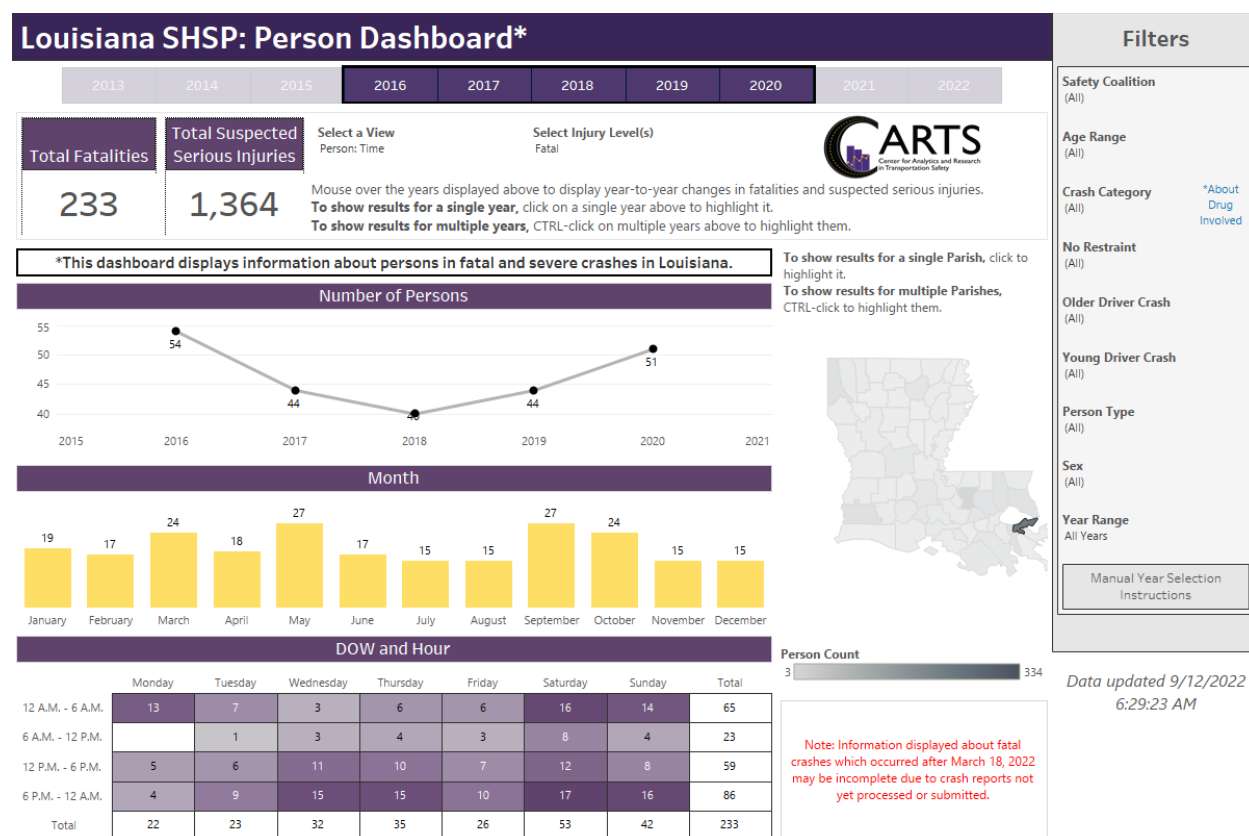 Louisiana SHSP: Person Dashboard*
2013 2014 2015 2016 2017 2018 2019 2020 2021 2022
Total Fatalities
233
Total Suspected
Serious Injuries
1,364
Select a View
Person: Time
Select Injury Level(s)
Fatal
CARTS
Center for Analytics and Research
in Transportation Safety
Mouse over the years displayed above to display year-to-year changes in fatalities and suspected serious injuries.
To show results for a single year, click on a single year above to highlight it.
To show results for multiple years, CTRL-click on multiple years above to highlight them.
*This dashboard displays information about persons in fatal and severe crashes in Louisiana.
Number of Persons
55
50
45
40
54
44
44
51
2015 2016 2017 2018 2019 2020 2021
Month
19 17 24 18 27 17 15 15 27 24 15 15
January February March April May June July August September October November December
DOW and Hour
Monday Tuesday Wednesday Thursday Friday Saturday Sunday Total
12 A.M. - 6 A.M. 13 7 3 6 6 16 14 65
6 A.M. - 12 P.M. 1 3 4 3 8 4 23
12 P.M. - 6 P.M. 5 6 11 10 7 12 8 59
6 P.M. - 12 A.M. 4 9 15 15 10 17 16 86
Total 22 23 32 35 26 53 42 233
To show results for a single Parish, click to
highlight it.
To show results for multiple Parishes,
CTRL-click to highlight them.
Person Count
3 334
Note: Information displayed about fatal
crashes which occurred after March 18, 2022
may be incomplete due to crash reports not
yet processed or submitted.
Filters
Safety Coalition
(All)
Age Range
(All)
Crash Category
(All)
*About
Drug
Involved
No Restraint
(All)
Older Driver Crash
(All)
Young Driver Crash
(All)
Person Type
(All)
Sex
(All)
Year Range
All Years
Manual Year Selection
Instructions
Data updated 9/12/2022
6:29:23 AM